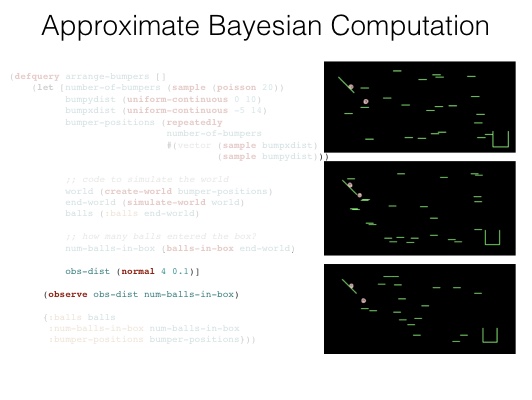 Approximate Bayesian Computation
(defquery arrange-bumpers []
(let [number-of-bumpers (sample (poisson 20))
bumpydist (uniform-continuous 0 10)
bumpxdist (uniform-continuous -5 14)
bumper-positions (repeatedly
number-of-bumpers
#(vector (sample bumpxdist)
(sample bumpydist)))
;; code to simulate the world
world (create-world bumper-positions)
end-world (simulate-world world)
balls (:balls end-world)
;; how many balls entered the box?
num-balls-in-box (balls-in-box end-world)
obs-dist (normal 4 0.1)]
(observe obs-dist num-balls-in-box)
{:balls balls
:num-balls-in-box num-balls-in-box
:bumper-positions bumper-positions}))